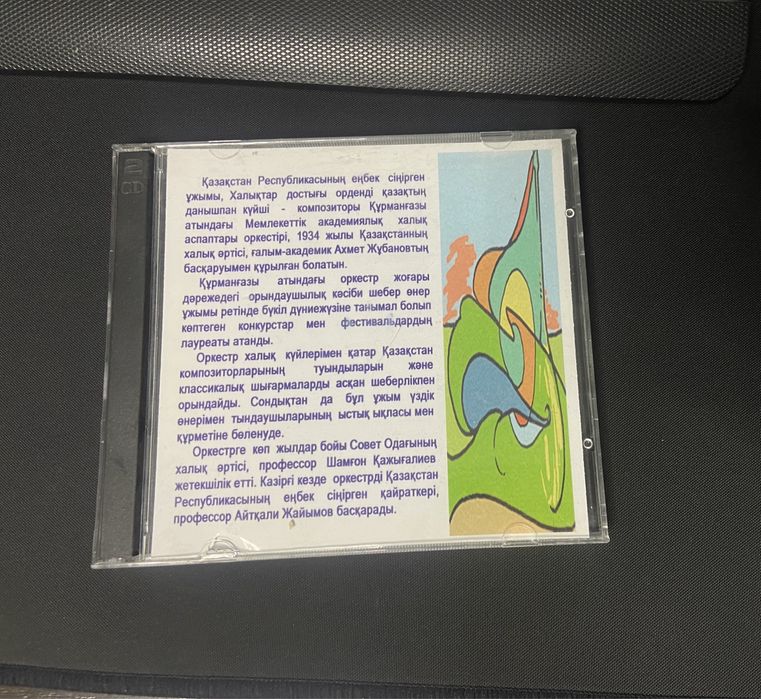 2
CD
Қазақстан Республикасының еңбек сіңірген
ұжымы, Халықтар достығы орденді қазақтың
данышпан күйші - композиторы Құрманғазы
атындағы Мемлекеттік академиялық халық
аспаптары оркестрі, 1934 жылы Қазақстанның
халық әртісі, ғалым-академик Ахмет Жұбановтың
басқаруымен құрылған болатын.
Құрманғазы атындағы оркестр жоғары
дәрежедегі орындаушылық кәсіби шебер өнер
ұжымы ретінде бүкіл дүниежүзіне танымал болып
көптеген конкурстар мен фестивальдардың
лауреаты атанды.
Оркестр халық күйлерімен қатар Қазақстан
композиторларының туындыларын және
классикалық шығармаларды асқан шеберлікпен
орындайды. Сондықтан да бұл ұжым үздік
өнерімен тындаушыларының ыстық ықласы мен
құрметіне бөленуде.
Оркестрге көп жылдар бойы Совет Одағының
халық әртісі, профессор Шамғон Қажығалиев
жетекшілік етті. Казіргі кезде оркестрді Қазақстан
Республикасының еңбек сіңірген қайраткері,
профессор Айтқали Жайымов басқарады.